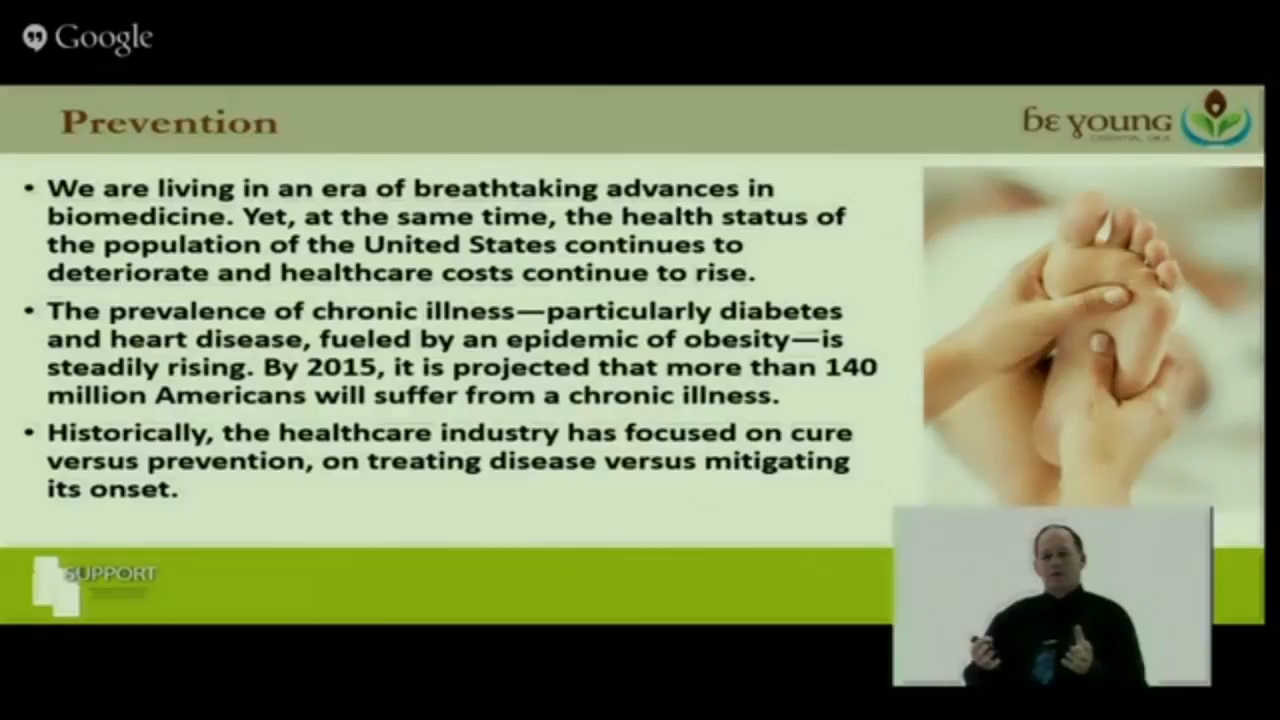 Google
Prevention
be young
ESSENTIAL OILS
• We are living in an era of breathtaking advances in
biomedicine. Yet, at the same time, the health status of
the population of the United States continues to
deteriorate and healthcare costs continue to rise.
• The prevalence of chronic illness—particularly diabetes
and heart disease, fueled by an epidemic of obesity—is
steadily rising. By 2015, it is projected that more than 140
million Americans will suffer from a chronic illness.
• Historically, the healthcare industry has focused on cure
versus prevention, on treating disease versus mitigating
its onset.
SUPPORT